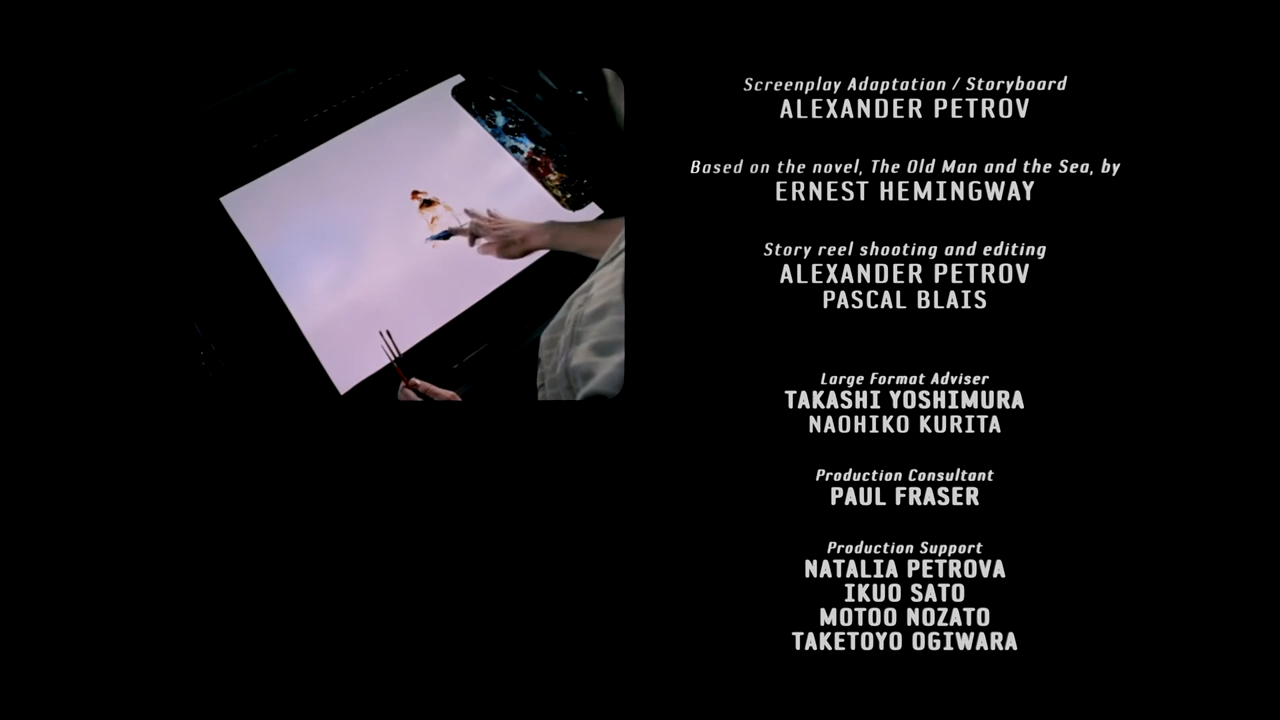 Screenplay Adaptation / Storyboard
ALEXANDER PETROV
Based on the novel, The Old Man and the Sea, by
ERNEST HEMINGWAY
Story reel shooting and editing
ALEXANDER PETROV
PASCAL BLAIS
Large Format Adviser
TAKASHI YOSHIMURA
NAOHIKO KURITA
Production Consultant
PAUL FRASER
Production Support
NATALIA PETROVA
IKUO SATO
MOTOO NOZATO
TAKETOYO OGIWARA